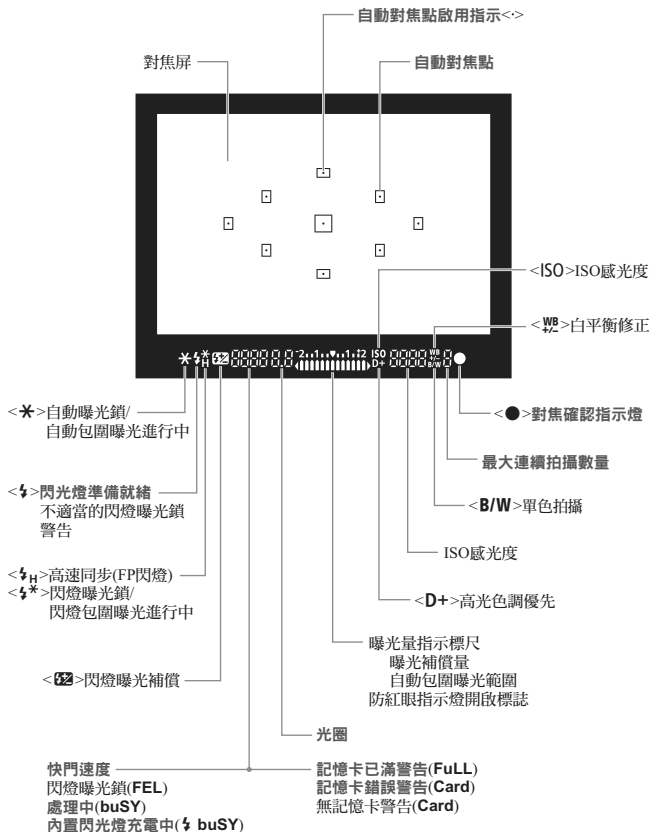 自動對焦點啟用指示<·>
對焦屏
自動對焦點
<ISO>ISO感光度
<WB+/->白平衡修正
-2..1..▼..1..+2 ISO D+ WB+/- B/W
<✱>自動曝光鎖/
自動包圍曝光進行中
<●>對焦確認指示燈
最大連續拍攝數量
<⚡>閃光燈準備就緒
不適當的閃燈曝光鎖
警告
<B/W>單色拍攝
ISO感光度
<⚡H>高速同步(FP閃燈)
<⚡✱>閃燈曝光鎖/
閃燈包圍曝光進行中
<D+>高光色調優先
曝光量指示標尺
曝光補償量
自動包圍曝光範圍
防紅眼指示燈開啟標誌
<⚡±>閃燈曝光補償
光圈
快門速度
閃燈曝光鎖(FEL)
處理中(buSY)
內置閃光燈充電中(⚡ buSY)
記憶卡已滿警告(FuLL)
記憶卡錯誤警告(Card)
無記憶卡警告(Card)